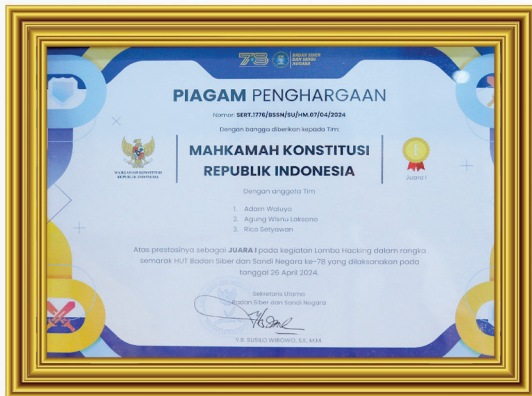 78
BADAN SIBER
DAN SANDI
NEGARA
PIAGAM PENGHARGAAN
Nomor: SERT.1776/BSSN/SU/HM.07/04/2024
Dengan bangga diberikan kepada Tim:
MAHKAMAH KONSTITUSI
REPUBLIK INDONESIA
MAHKAMAH KONSTITUSI
REPUBLIK INDONESIA
1
Juara I
Dengan anggota Tim
1. Adam Waluyo
2. Agung Wisnu Laksono
3. Rico Setyawan
Atas prestasinya sebagai JUARA I pada kegiatan Lomba Hacking dalam rangka
semarak HUT Badan Siber dan Sandi Negara ke-78 yang dilaksanakan pada
tanggal 26 April 2024.
Sekretaris Utama
Badan Siber dan Sandi Negara
Y.B. SUSILO WIBOWO, S.E., M.M.